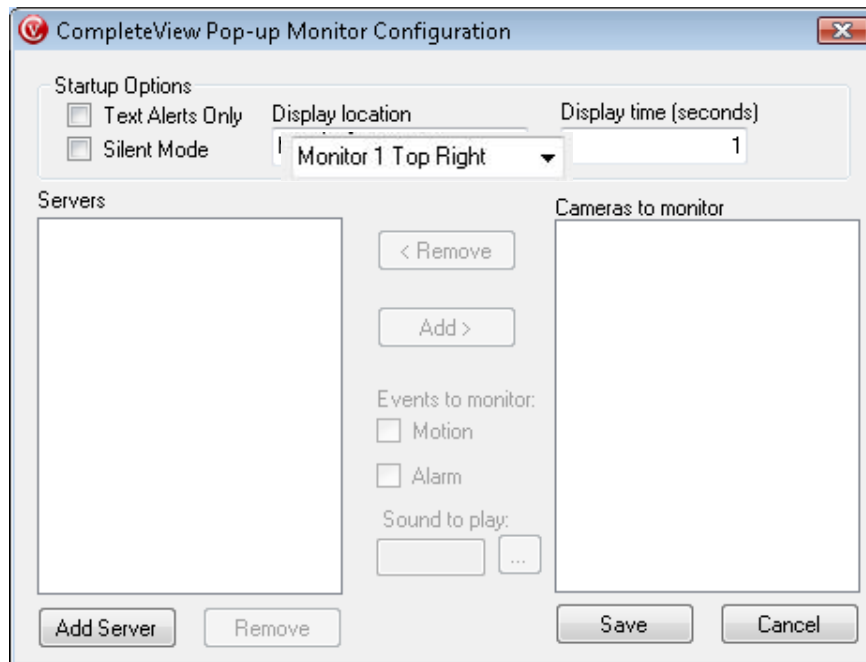 CompleteView Pop-up Monitor Configuration
Startup Options
Text Alerts Only
Silent Mode
Display location
Monitor 1 Top Right
Display time (seconds)
1
Servers
Cameras to monitor
< Remove
Add >
Events to monitor:
Motion
Alarm
Sound to play:
...
Add Server
Remove
Save
Cancel